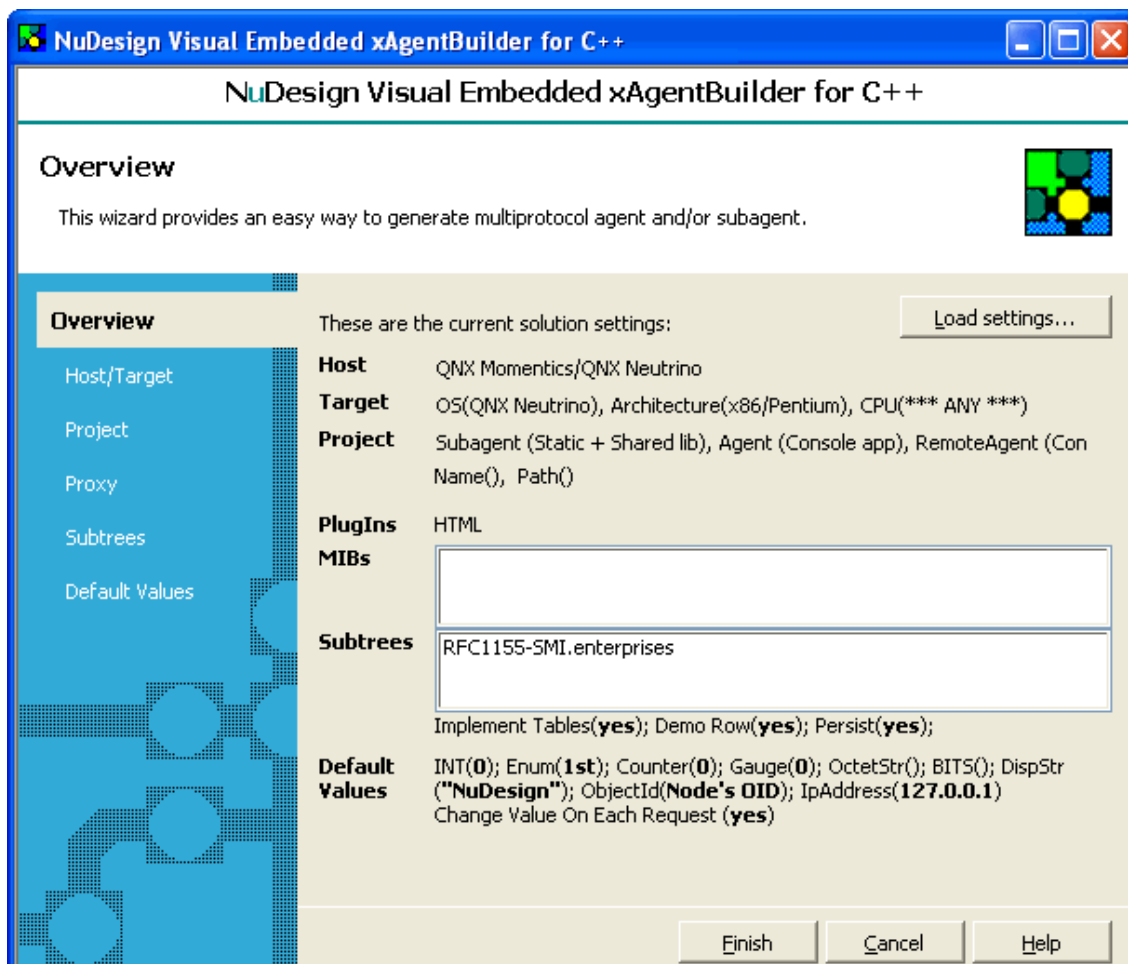 NuDesign Visual Embedded xAgentBuilder for C++
NuDesign Visual Embedded xAgentBuilder for C++
Overview
This wizard provides an easy way to generate multiprotocol agent and/or subagent.
Overview
Host/Target
Project
Proxy
Subtrees
Default Values
These are the current solution settings:
Load settings...
Host QNX Momentics/QNX Neutrino
Target OS(QNX Neutrino), Architecture(x86/Pentium), CPU(*** ANY ***)
Project Subagent (Static + Shared lib), Agent (Console app), RemoteAgent (Con
Name(), Path()
PlugIns HTML
MIBs
Subtrees RFC1155-SMI.enterprises
Implement Tables(yes); Demo Row(yes); Persist(yes);
Default INT(0); Enum(1st); Counter(0); Gauge(0); OctetStr(); BITS(); DispStr
Values ("NuDesign"); ObjectId(Node's OID); IpAddress(127.0.0.1)
Change Value On Each Request (yes)
Finish
Cancel
Help